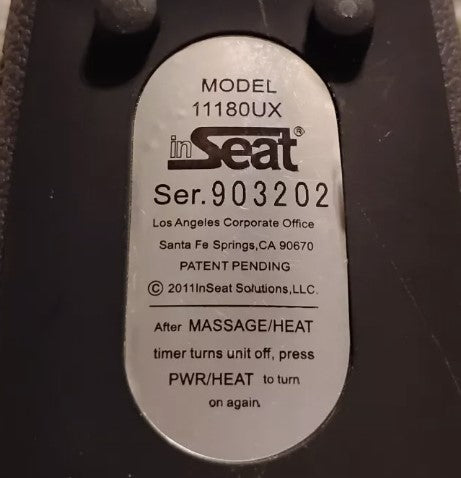 MODEL
11180UX
inSeat®
Ser.903202
Los Angeles Corporate Office
Santa Fe Springs,CA 90670
PATENT PENDING
© 2011InSeat Solutions,LLC.
After MASSAGE/HEAT
timer turns unit off, press
PWR/HEAT to turn
on again.